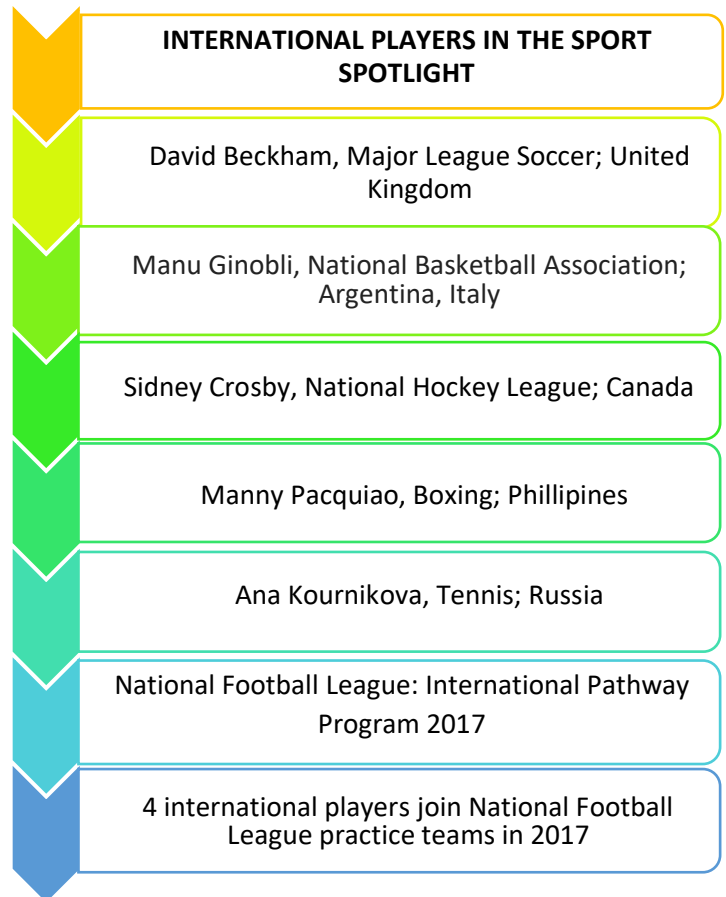 INTERNATIONAL PLAYERS IN THE SPORT
SPOTLIGHT
David Beckham, Major League Soccer; United
Kingdom
Manu Ginobli, National Basketball Association;
Argentina, Italy
Sidney Crosby, National Hockey League; Canada
Manny Pacquiao, Boxing; Phillipines
Ana Kournikova, Tennis; Russia
National Football League: International Pathway
Program 2017
4 international players join National Football
League practice teams in 2017